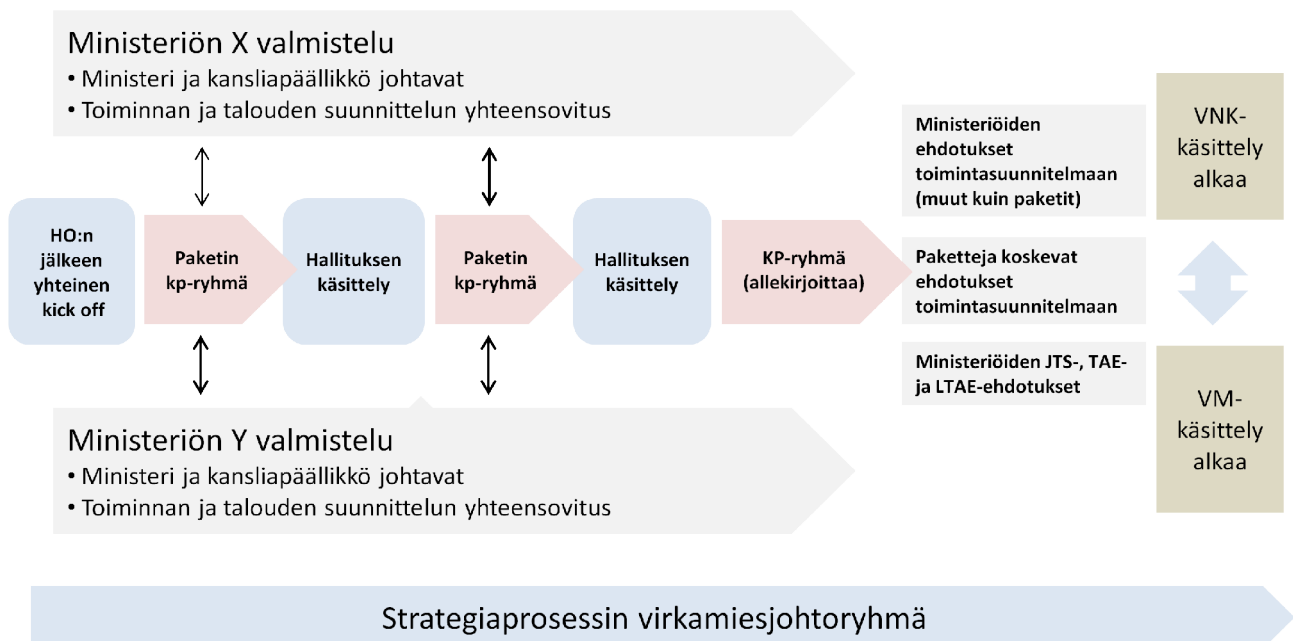 Ministeriön X valmistelu
• Ministeri ja kansliapäällikkö johtavat
• Toiminnan ja talouden suunnittelun yhteensovitus
HO:n
jälkeen
yhteinen
kick off
Paketin
kp-ryhmä
Hallituksen
käsittely
Paketin
kp-ryhmä
Hallituksen
käsittely
KP-ryhmä
(allekirjoittaa)
Ministeriöiden
ehdotukset
toimintasuunnitelmaan
(muut kuin paketit)
Paketteja koskevat
ehdotukset
toimintasuunnitelmaan
Ministeriöiden JTS-, TAE-
ja LTAE-ehdotukset
VNK-
käsittely
alkaa
VM-
käsittely
alkaa
Ministeriön Y valmistelu
• Ministeri ja kansliapäällikkö johtavat
• Toiminnan ja talouden suunnittelun yhteensovitus
Strategiaprosessin virkamiesjohtoryhmä